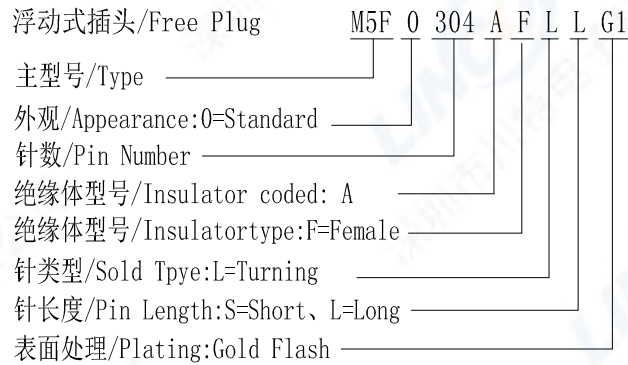 浮动式插头/Free Plug M5F 0 304 A F L L G1
主型号/Type
外观/Appearance:0=Standard
针数/Pin Number
绝缘体型号/Insulator coded: A
绝缘体型号/Insulatortype:F=Female
针类型/Sold Tpye:L=Turning
针长度/Pin Length:S=Short、L=Long
表面处理/Plating:Gold Flash